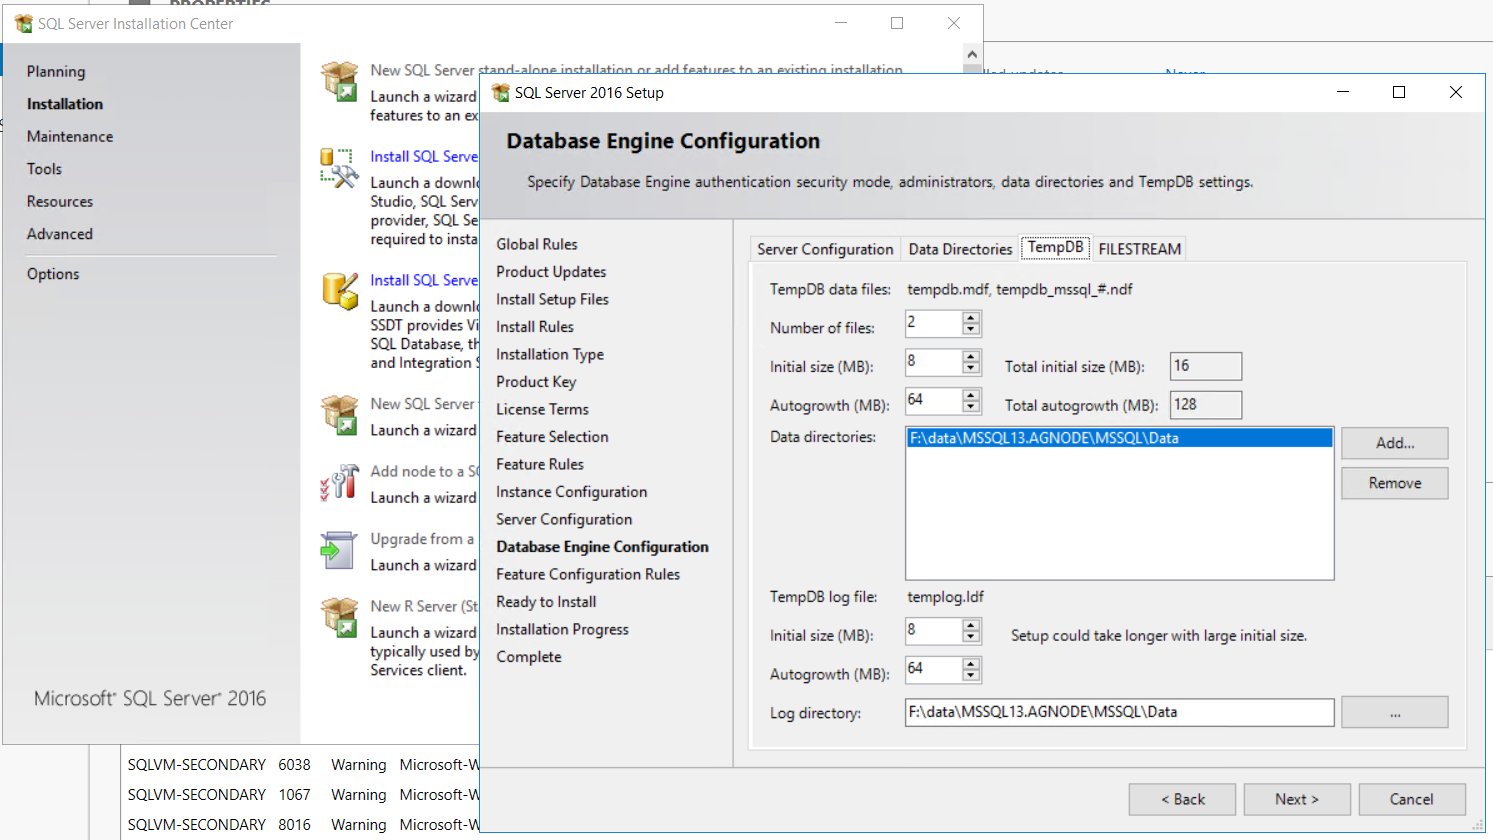 PROPERTIES
SQL Server Installation Center
Planning
Installation
Maintenance
Tools
Resources
Advanced
Options
Microsoft® SQL Server® 2016
New SQL Server stand-alone installation or add features to an existing installation
Launch a wizard
features to an ex
Install SQL Serve
Launch a downl
Studio, SQL Serv
provider, SQL Se
required to insta
Install SQL Serve
Launch a downl
SSDT provides Vi
SQL Database, th
and Integration S
New SQL Server
Launch a wizard
Add node to a SQ
Launch a wizard
Upgrade from a
Launch a wizard
New R Server (St
Launch a wizard
typically used by
Services client.
updates
Never
SQLVM-SECONDARY 6038 Warning Microsoft-W
SQLVM-SECONDARY 1067 Warning Microsoft-W
SQLVM-SECONDARY 8016 Warning Microsoft-W
SQL Server 2016 Setup
Database Engine Configuration
Specify Database Engine authentication security mode, administrators, data directories and TempDB settings.
Global Rules
Product Updates
Install Setup Files
Install Rules
Installation Type
Product Key
License Terms
Feature Selection
Feature Rules
Instance Configuration
Server Configuration
Database Engine Configuration
Feature Configuration Rules
Ready to Install
Installation Progress
Complete
Server Configuration Data Directories TempDB FILESTREAM
TempDB data files: tempdb.mdf, tempdb_mssql_#.ndf
Number of files: 2
Initial size (MB): 8 Total initial size (MB): 16
Autogrowth (MB): 64 Total autogrowth (MB): 128
Data directories: F:\data\MSSQL13.AGNODE\MSSQL\Data Add...
Remove
TempDB log file: templog.ldf
Initial size (MB): 8 Setup could take longer with large initial size.
Autogrowth (MB): 64
Log directory: F:\data\MSSQL13.AGNODE\MSSQL\Data ...
< Back Next > Cancel